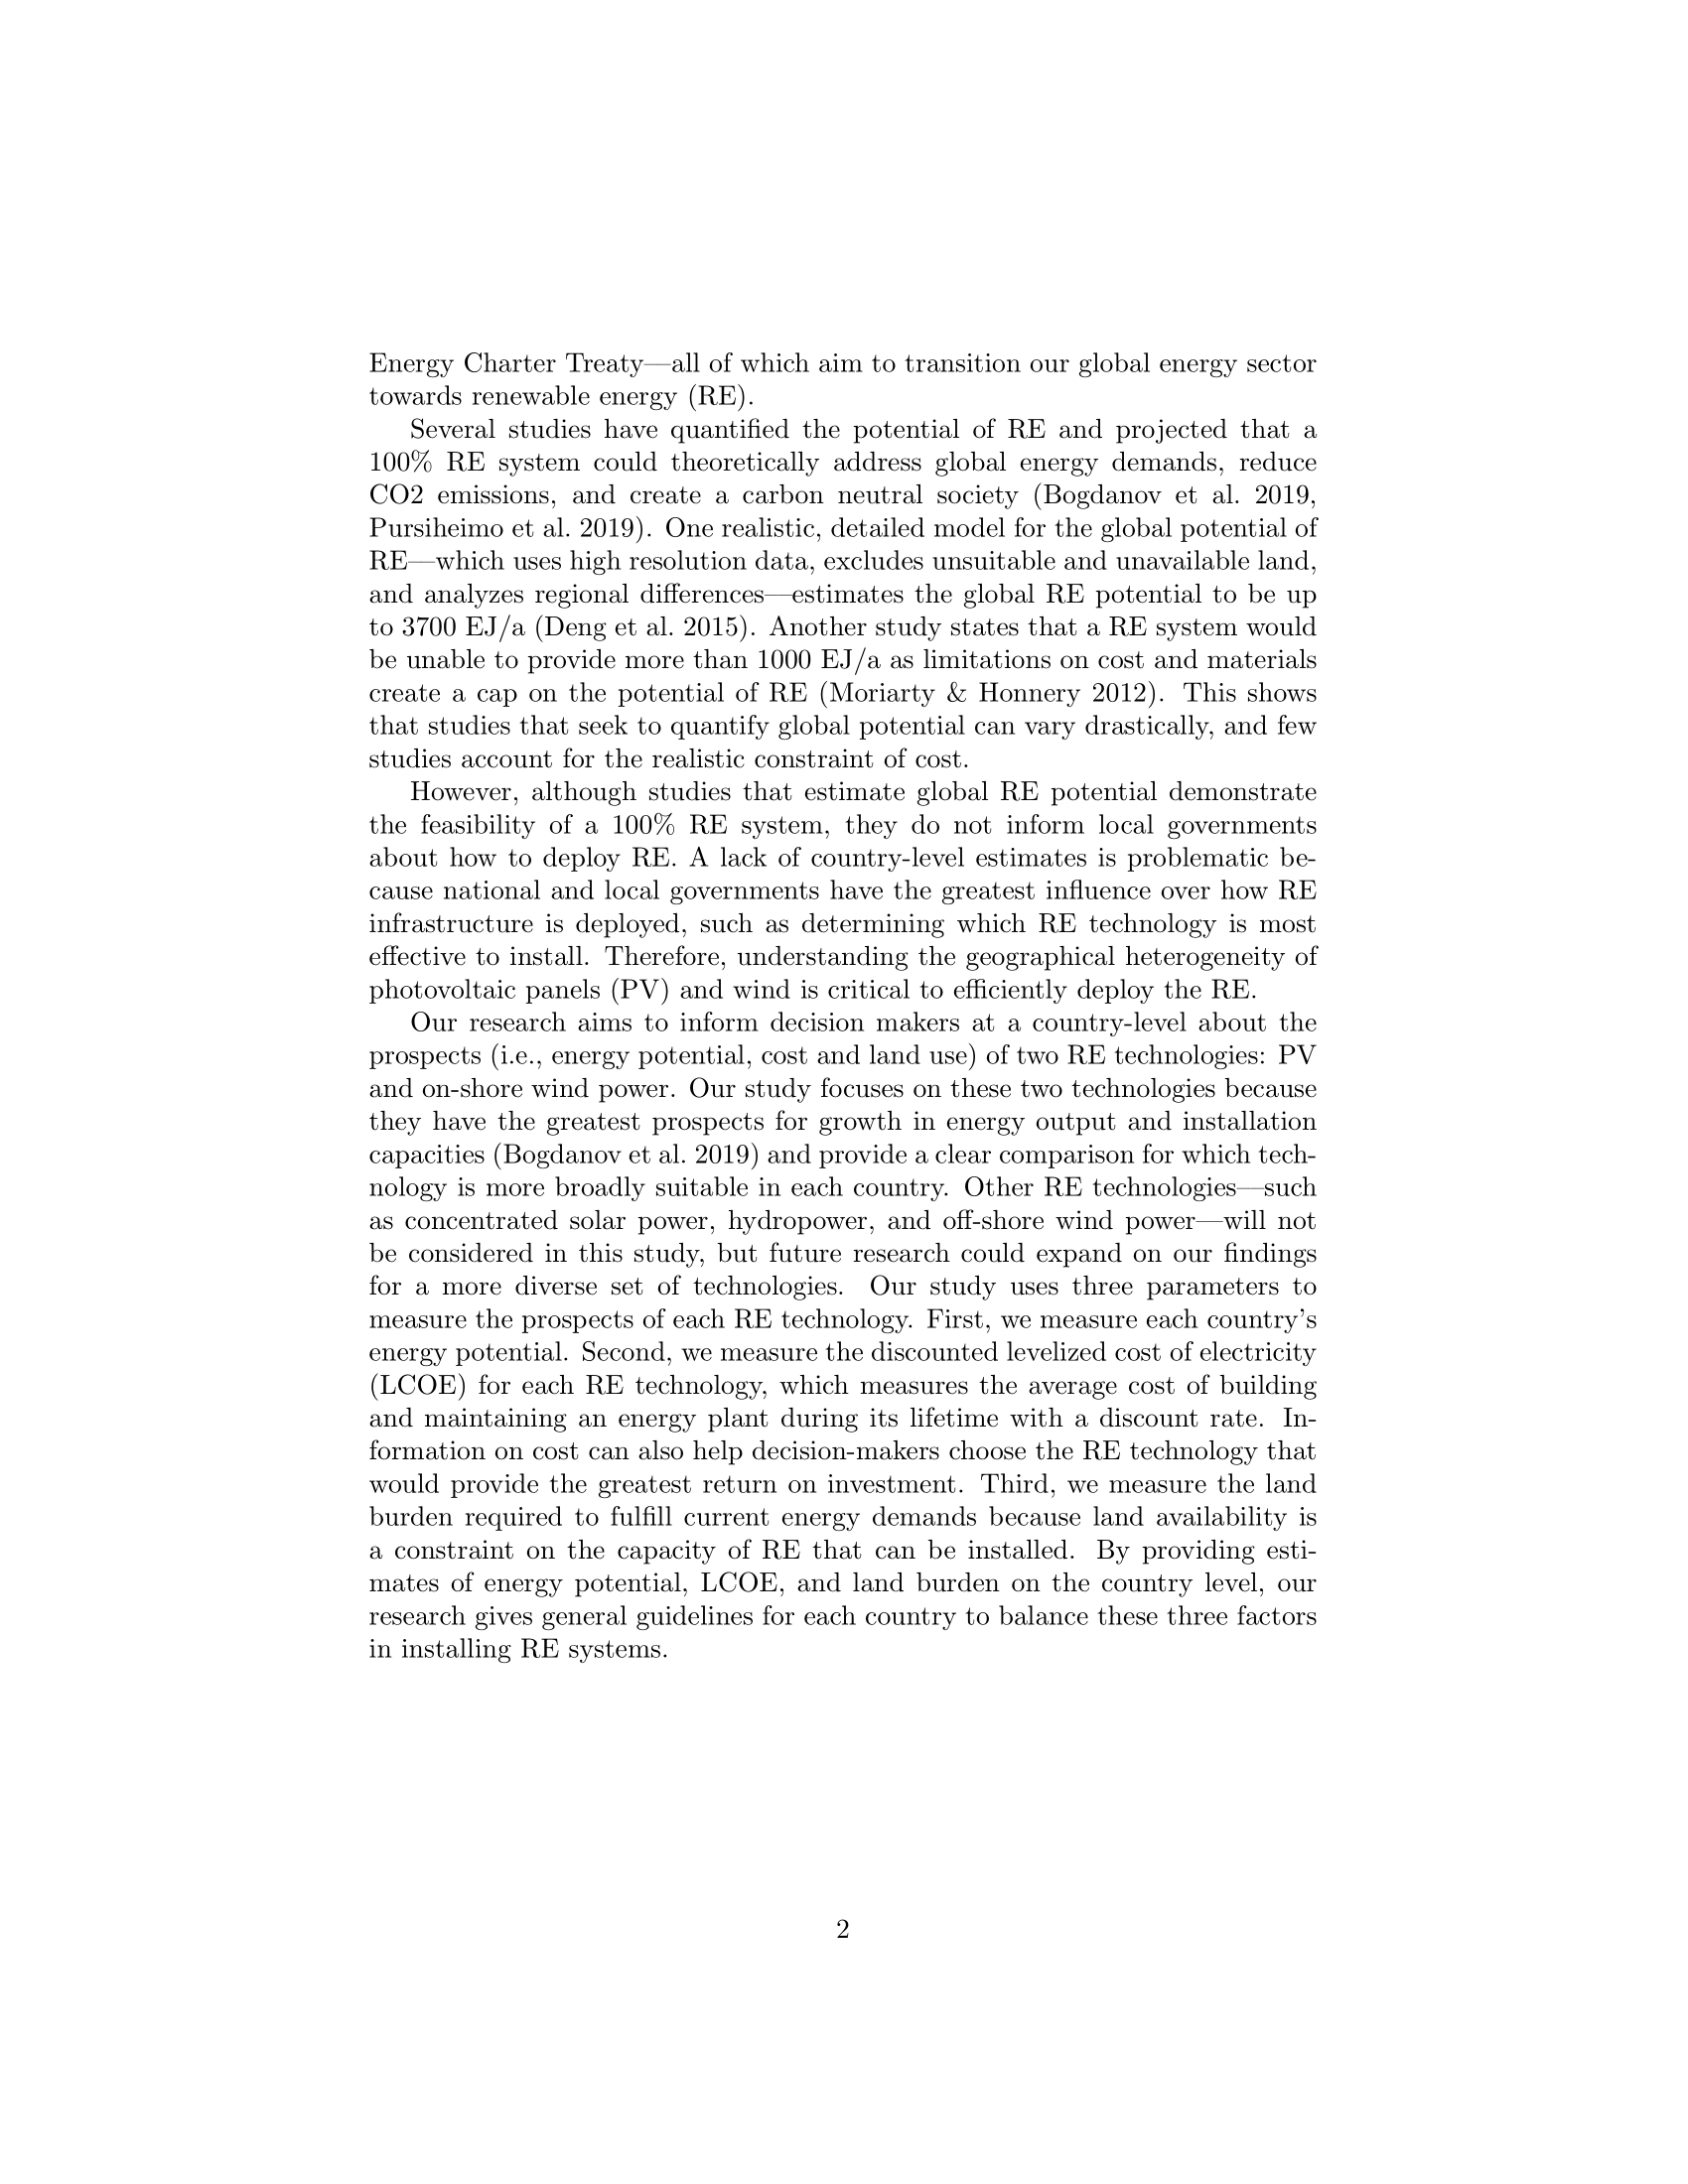 Energy Charter Treaty—all of which aim to transition our global energy sector
towards renewable energy (RE).
Several studies have quantified the potential of RE and projected that a
100% RE system could theoretically address global energy demands, reduce
CO2 emissions, and create a carbon neutral society (Bogdanov et al. 2019,
Pursiheimo et al. 2019). One realistic, detailed model for the global potential of
RE—which uses high resolution data, excludes unsuitable and unavailable land,
and analyzes regional differences—estimates the global RE potential to be up
to 3700 EJ/a (Deng et al. 2015). Another study states that a RE system would
be unable to provide more than 1000 EJ/a as limitations on cost and materials
create a cap on the potential of RE (Moriarty & Honnery 2012). This shows
that studies that seek to quantify global potential can vary drastically, and few
studies account for the realistic constraint of cost.
However, although studies that estimate global RE potential demonstrate
the feasibility of a 100% RE system, they do not inform local governments
about how to deploy RE. A lack of country-level estimates is problematic be-
cause national and local governments have the greatest influence over how RE
infrastructure is deployed, such as determining which RE technology is most
effective to install. Therefore, understanding the geographical heterogeneity of
photovoltaic panels (PV) and wind is critical to efficiently deploy the RE.
Our research aims to inform decision makers at a country-level about the
prospects (i.e., energy potential, cost and land use) of two RE technologies: PV
and on-shore wind power. Our study focuses on these two technologies because
they have the greatest prospects for growth in energy output and installation
capacities (Bogdanov et al. 2019) and provide a clear comparison for which tech-
nology is more broadly suitable in each country. Other RE technologies—such
as concentrated solar power, hydropower, and off-shore wind power—will not
be considered in this study, but future research could expand on our findings
for a more diverse set of technologies. Our study uses three parameters to
measure the prospects of each RE technology. First, we measure each country's
energy potential. Second, we measure the discounted levelized cost of electricity
(LCOE) for each RE technology, which measures the average cost of building
and maintaining an energy plant during its lifetime with a discount rate. In-
formation on cost can also help decision-makers choose the RE technology that
would provide the greatest return on investment. Third, we measure the land
burden required to fulfill current energy demands because land availability is
a constraint on the capacity of RE that can be installed. By providing esti-
mates of energy potential, LCOE, and land burden on the country level, our
research gives general guidelines for each country to balance these three factors
in installing RE systems.
2